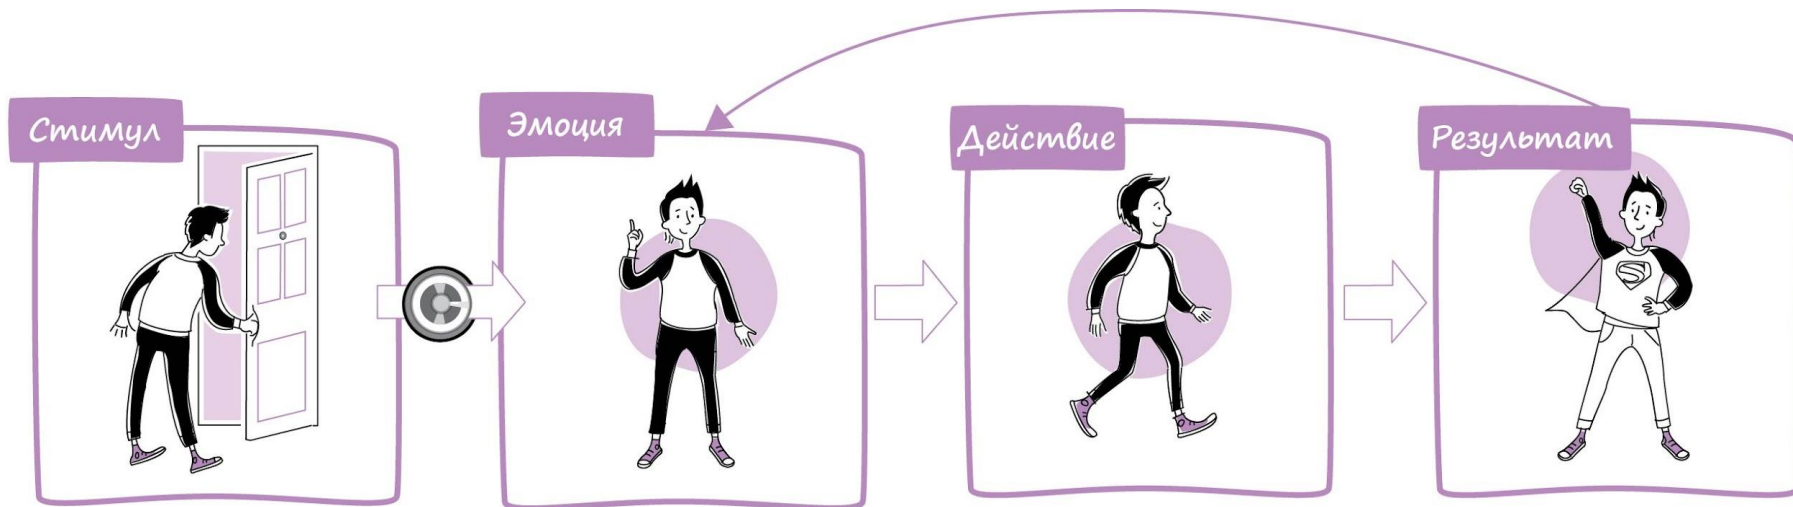 Стимул
Эмоция
Действие
Результат
S